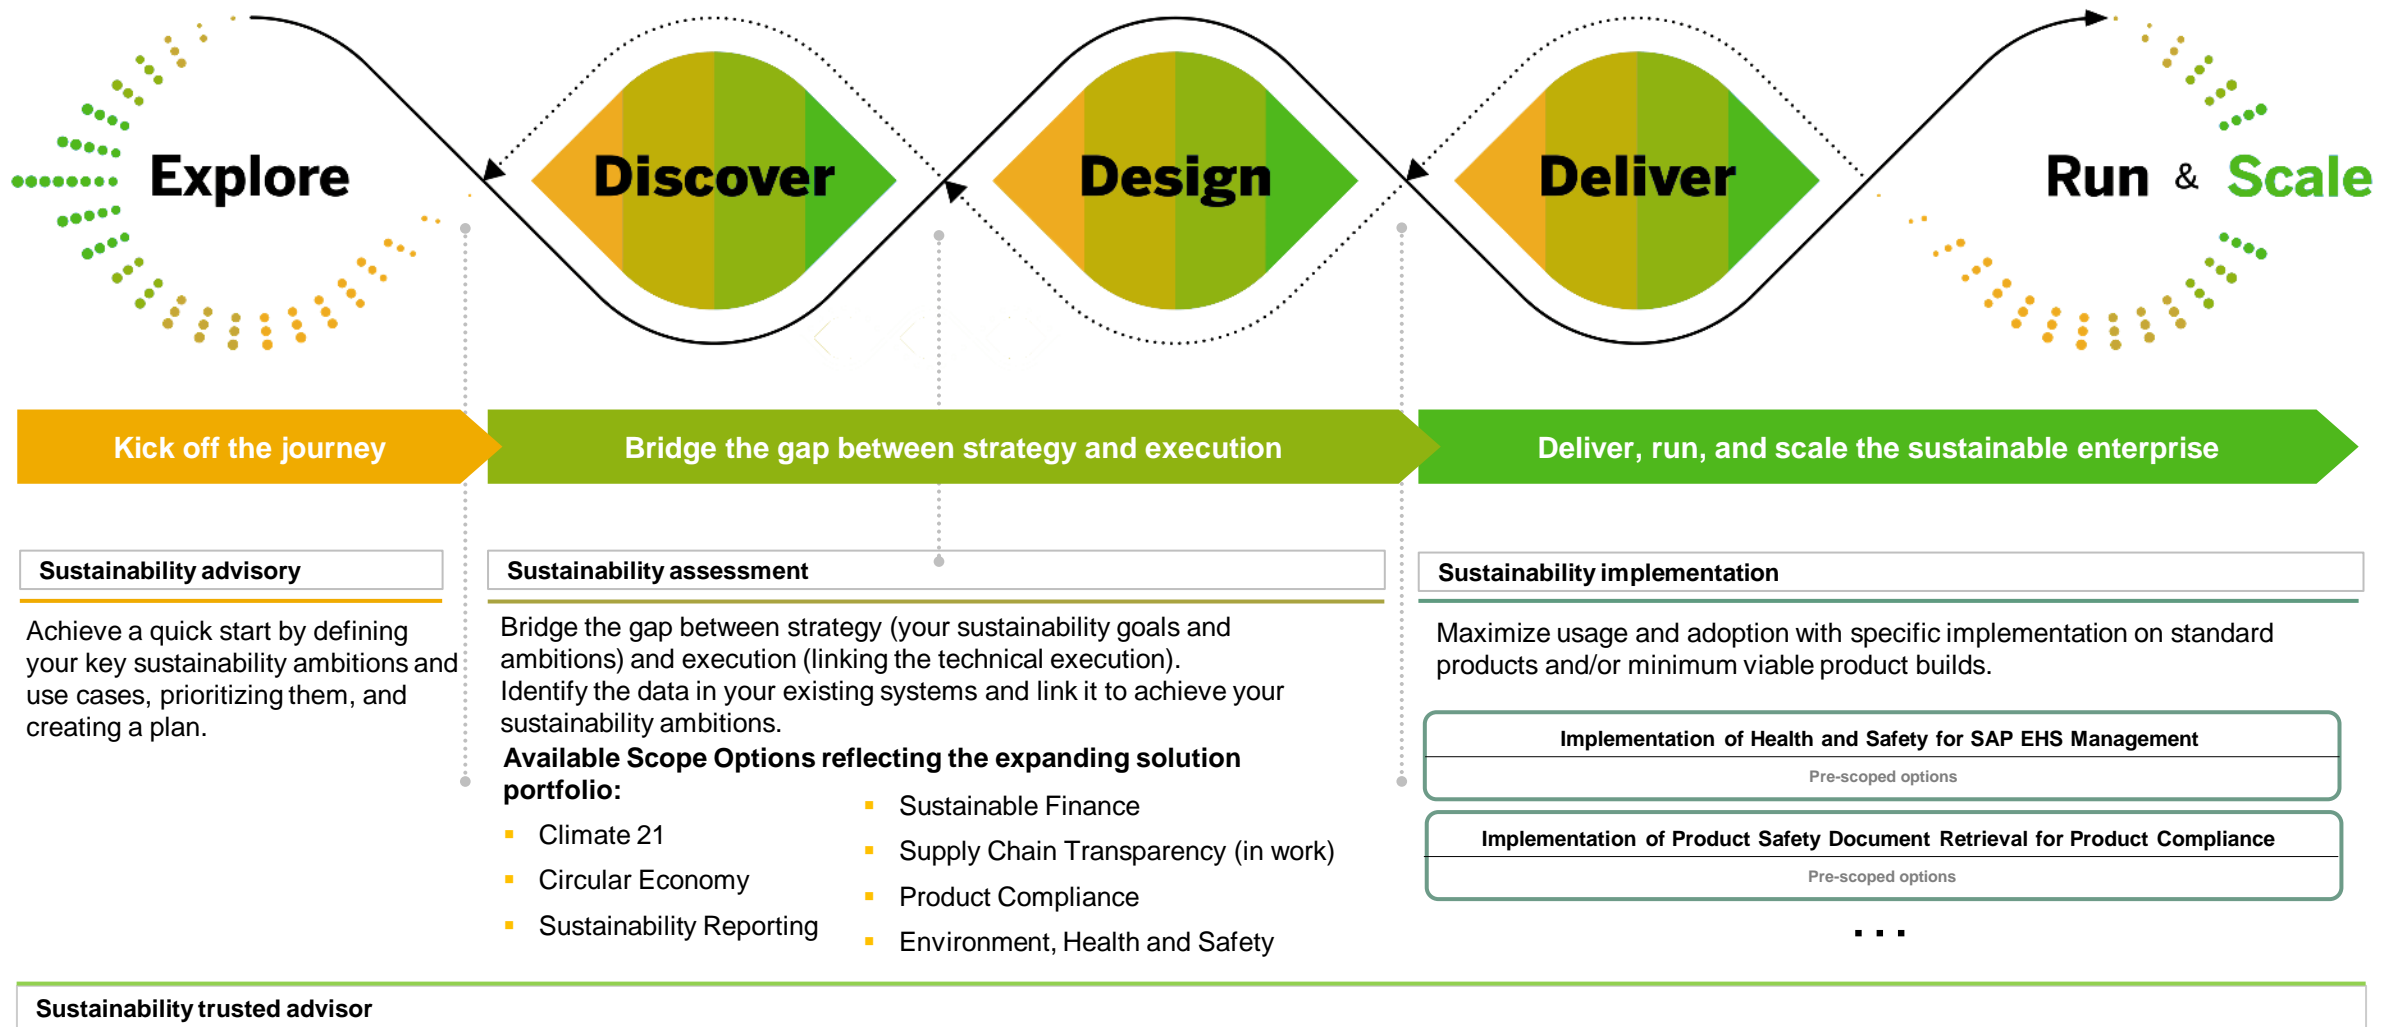 Explore
Discover
Design
Deliver
Run & Scale
Kick off the journey
Bridge the gap between strategy and execution
Deliver, run, and scale the sustainable enterprise
Sustainability advisory
Achieve a quick start by defining
your key sustainability ambitions and
use cases, prioritizing them, and
creating a plan.
Sustainability assessment
Bridge the gap between strategy (your sustainability goals and
ambitions) and execution (linking the technical execution).
Identify the data in your existing systems and link it to achieve your
sustainability ambitions.
Available Scope Options reflecting the expanding solution
portfolio:
▪ Climate 21
▪ Circular Economy
▪ Sustainability Reporting
▪ Sustainable Finance
▪ Supply Chain Transparency (in work)
▪ Product Compliance
▪ Environment, Health and Safety
Sustainability implementation
Maximize usage and adoption with specific implementation on standard
products and/or minimum viable product builds.
Implementation of Health and Safety for SAP EHS Management
Pre-scoped options
Implementation of Product Safety Document Retrieval for Product Compliance
Pre-scoped options
...
Sustainability trusted advisor